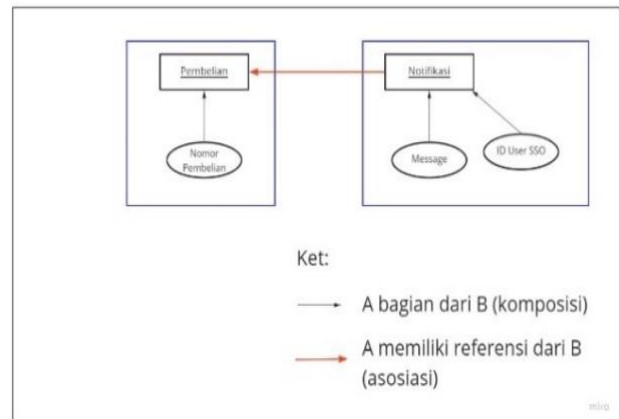 Pembelian
Notifikasi
Nomor
Pembelian
Message
ID User SSO
Ket:
A bagian dari B (komposisi)
A memiliki referensi dari B
(asosiasi)
miro